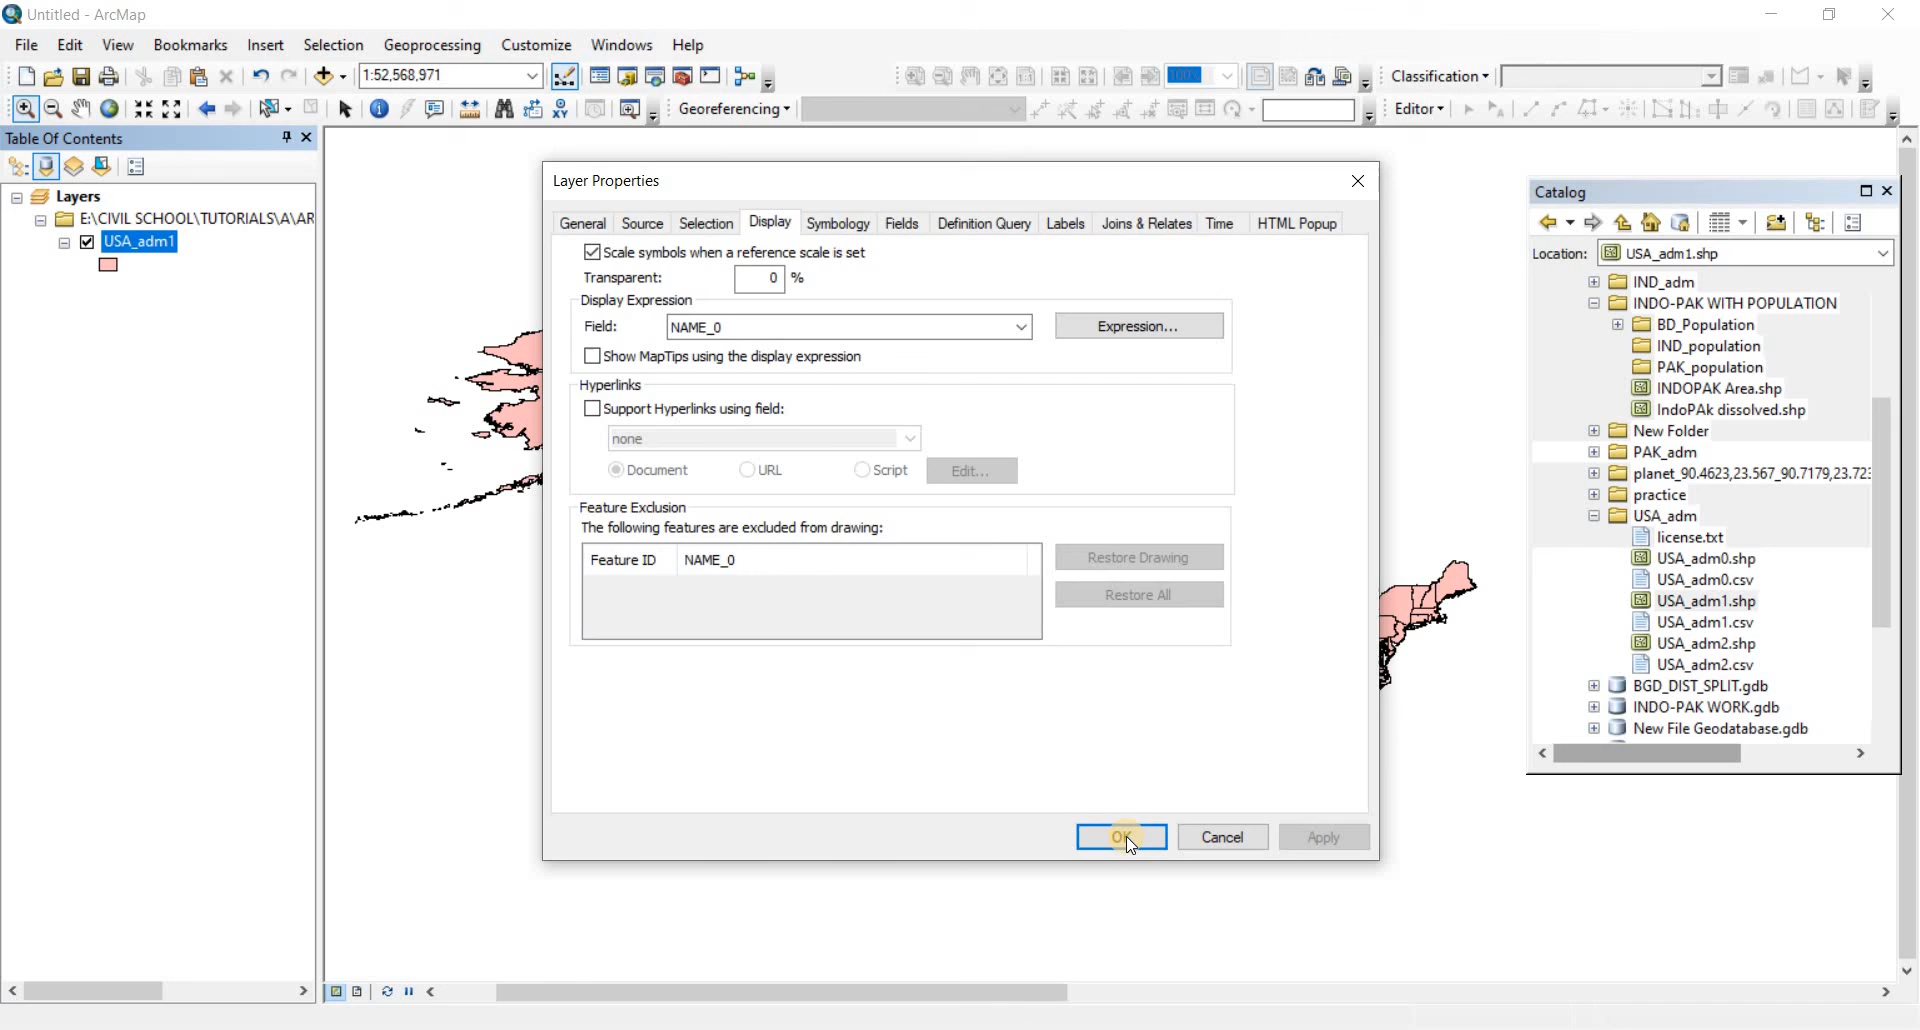 Untitled - ArcMap
File Edit View Bookmarks Insert Selection Geoprocessing Customize Windows Help
1:52,568,971
100%
Classification
Georeferencing
Editor
Table Of Contents
Layers
E:\CIVIL SCHOOL\TUTORIALS\A\AR
USA_adm1
Layer Properties
General Source Selection Display Symbology Fields Definition Query Labels Joins & Relates Time HTML Popup
Scale symbols when a reference scale is set
Transparent: 0 %
Display Expression
Field: NAME_0 Expression...
Show MapTips using the display expression
Hyperlinks
Support Hyperlinks using field:
none
Document URL Script Edit...
Feature Exclusion
The following features are excluded from drawing:
Feature ID NAME_0
Restore Drawing
Restore All
OK Cancel Apply
Catalog
Location: USA_adm1.shp
IND_adm
INDO-PAK WITH POPULATION
BD_Population
IND_population
PAK_population
INDOPAK Area.shp
IndoPAk dissolved.shp
New Folder
PAK_adm
planet_90.4623,23.567_90.7179,23.723
practice
USA_adm
license.txt
USA_adm0.shp
USA_adm0.csv
USA_adm1.shp
USA_adm1.csv
USA_adm2.shp
USA_adm2.csv
BGD_DIST_SPLIT.gdb
INDO-PAK WORK.gdb
New File Geodatabase.gdb